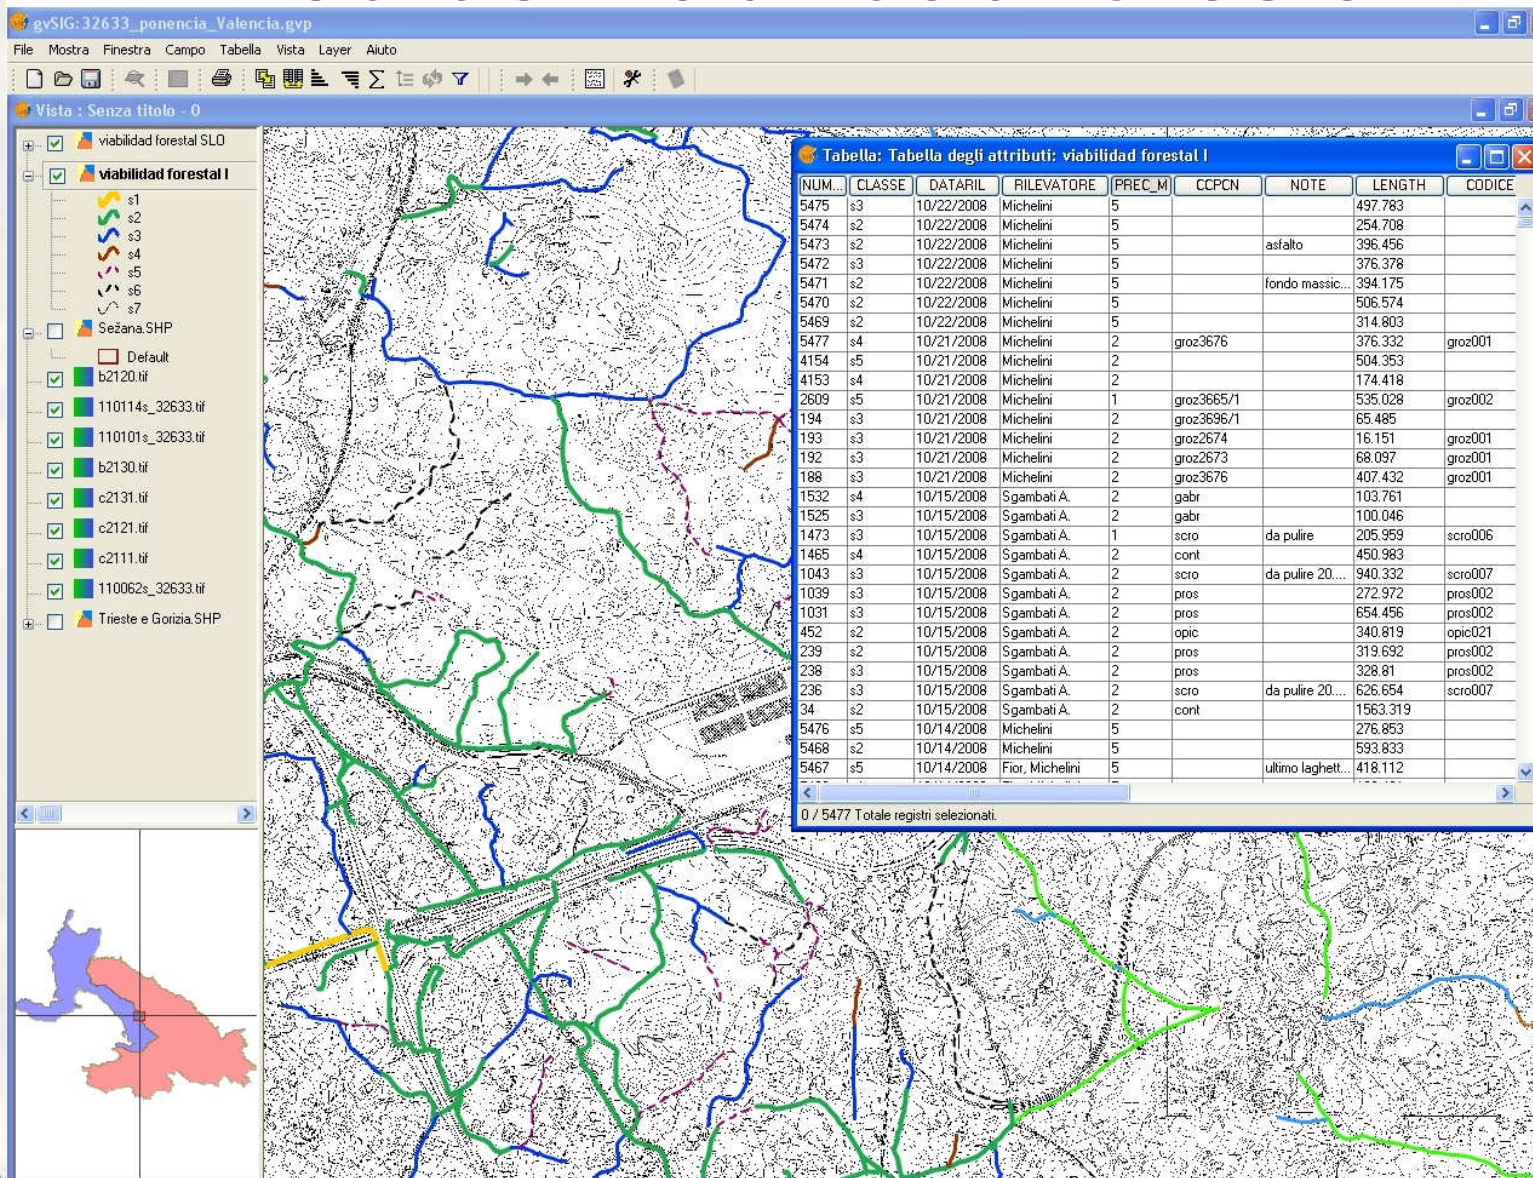 gvSIG:32633_ponencia_Valencia.gvp
File Mostra Finestra Campo Tabella Vista Layer Aiuto
Vista : Senza titolo - 0
viabilidad forestal SLO
viabilidad forestal I
s1
s2
s3
s4
s5
s6
s7
Sežana.SHP
Default
b2120.tif
110114s_32633.tif
110101s_32633.tif
b2130.tif
c2131.tif
c2121.tif
c2111.tif
110062s_32633.tif
Trieste e Gorizia.SHP
Tabella: Tabella degli attributi: viabilidad forestal I
NUM... CLASSE DATARIL RILEVATORE PREC_M CCPCN NOTE LENGTH CODICE
5475 s3 10/22/2008 Michelini 5 497.783
5474 s2 10/22/2008 Michelini 5 254.708
5473 s2 10/22/2008 Michelini 5 asfalto 396.456
5472 s3 10/22/2008 Michelini 5 376.378
5471 s2 10/22/2008 Michelini 5 fondo massic... 394.175
5470 s2 10/22/2008 Michelini 5 506.574
5469 s2 10/22/2008 Michelini 5 314.803
5477 s4 10/21/2008 Michelini 2 groz3676 376.332 groz001
4154 s5 10/21/2008 Michelini 2 504.353
4153 s4 10/21/2008 Michelini 2 174.418
2609 s5 10/21/2008 Michelini 1 groz3665/1 535.028 groz002
194 s3 10/21/2008 Michelini 2 groz3696/1 65.485
193 s3 10/21/2008 Michelini 2 groz2674 16.151 groz001
192 s3 10/21/2008 Michelini 2 groz2673 68.097 groz001
188 s3 10/21/2008 Michelini 2 groz3676 407.432 groz001
1532 s4 10/15/2008 Sgambati A. 2 gabr 103.761
1525 s3 10/15/2008 Sgambati A. 2 gabr 100.046
1473 s3 10/15/2008 Sgambati A. 1 scro da pulire 205.959 scro006
1465 s4 10/15/2008 Sgambati A. 2 cont 450.983
1043 s3 10/15/2008 Sgambati A. 2 scro da pulire 20.... 940.332 scro007
1039 s3 10/15/2008 Sgambati A. 2 pros 272.972 pros002
1031 s3 10/15/2008 Sgambati A. 2 pros 654.456 pros002
452 s2 10/15/2008 Sgambati A. 2 opic 340.819 opic021
239 s2 10/15/2008 Sgambati A. 2 pros 319.692 pros002
238 s3 10/15/2008 Sgambati A. 2 pros 328.81 pros002
236 s3 10/15/2008 Sgambati A. 2 scro da pulire 20.... 626.654 scro007
34 s2 10/15/2008 Sgambati A. 2 cont 1563.319
5476 s5 10/14/2008 Michelini 5 276.853
5468 s2 10/14/2008 Michelini 5 593.833
5467 s5 10/14/2008 Fior, Michelini 5 ultimo laghett... 418.112
0 / 5477 Totale registri selezionati.